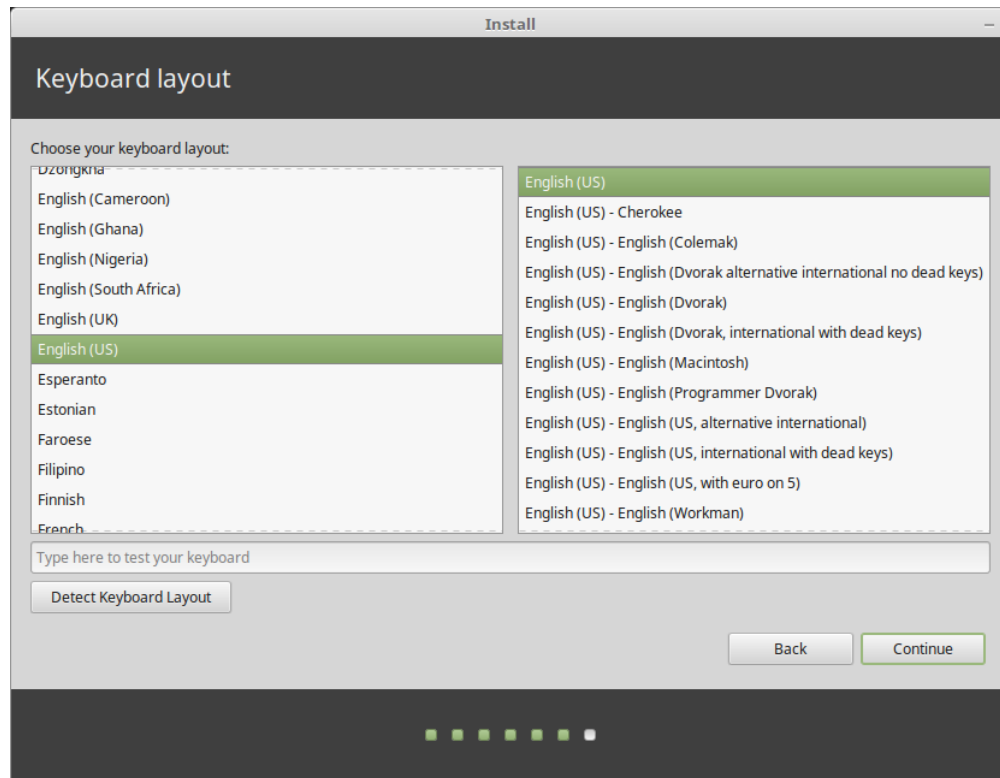 Install
Keyboard layout
Choose your keyboard layout:
Dzongkha
English (Cameroon)
English (Ghana)
English (Nigeria)
English (South Africa)
English (UK)
English (US)
Esperanto
Estonian
Faroese
Filipino
Finnish
French
English (US)
English (US) - Cherokee
English (US) - English (Colemak)
English (US) - English (Dvorak alternative international no dead keys)
English (US) - English (Dvorak)
English (US) - English (Dvorak, international with dead keys)
English (US) - English (Macintosh)
English (US) - English (Programmer Dvorak)
English (US) - English (US, alternative international)
English (US) - English (US, international with dead keys)
English (US) - English (US, with euro on 5)
English (US) - English (Workman)
Type here to test your keyboard
Detect Keyboard Layout
Back
Continue